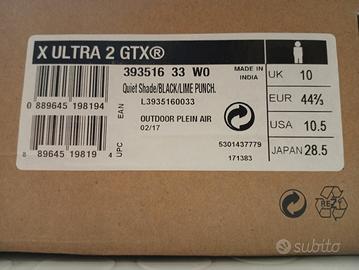 X ULTRA 2 GTX®
393516 33 W0
MADE IN
INDIA
Quiet Shade/BLACK/LIME PUNCH.
L3935160033
0 889645 198194
EAN
OUTDOOR PLEIN AIR
02/17
8 89645 19819 4
UPC
5301437779
171383
UK 10
EUR 44⅔
USA 10.5
JAPAN 28.5
subito